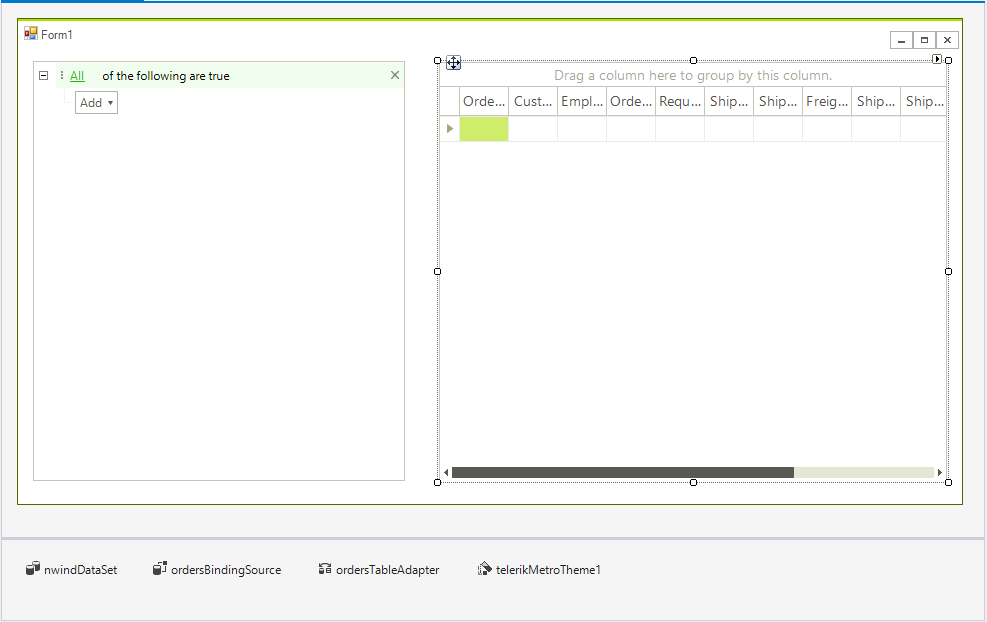 Form1
All of the following are true
Add
Drag a column here to group by this column.
Orde... Cust... Empl... Orde... Requ... Ship... Ship... Freig... Ship... Ship...
nwindDataSet ordersBindingSource ordersTableAdapter telerikMetroTheme1